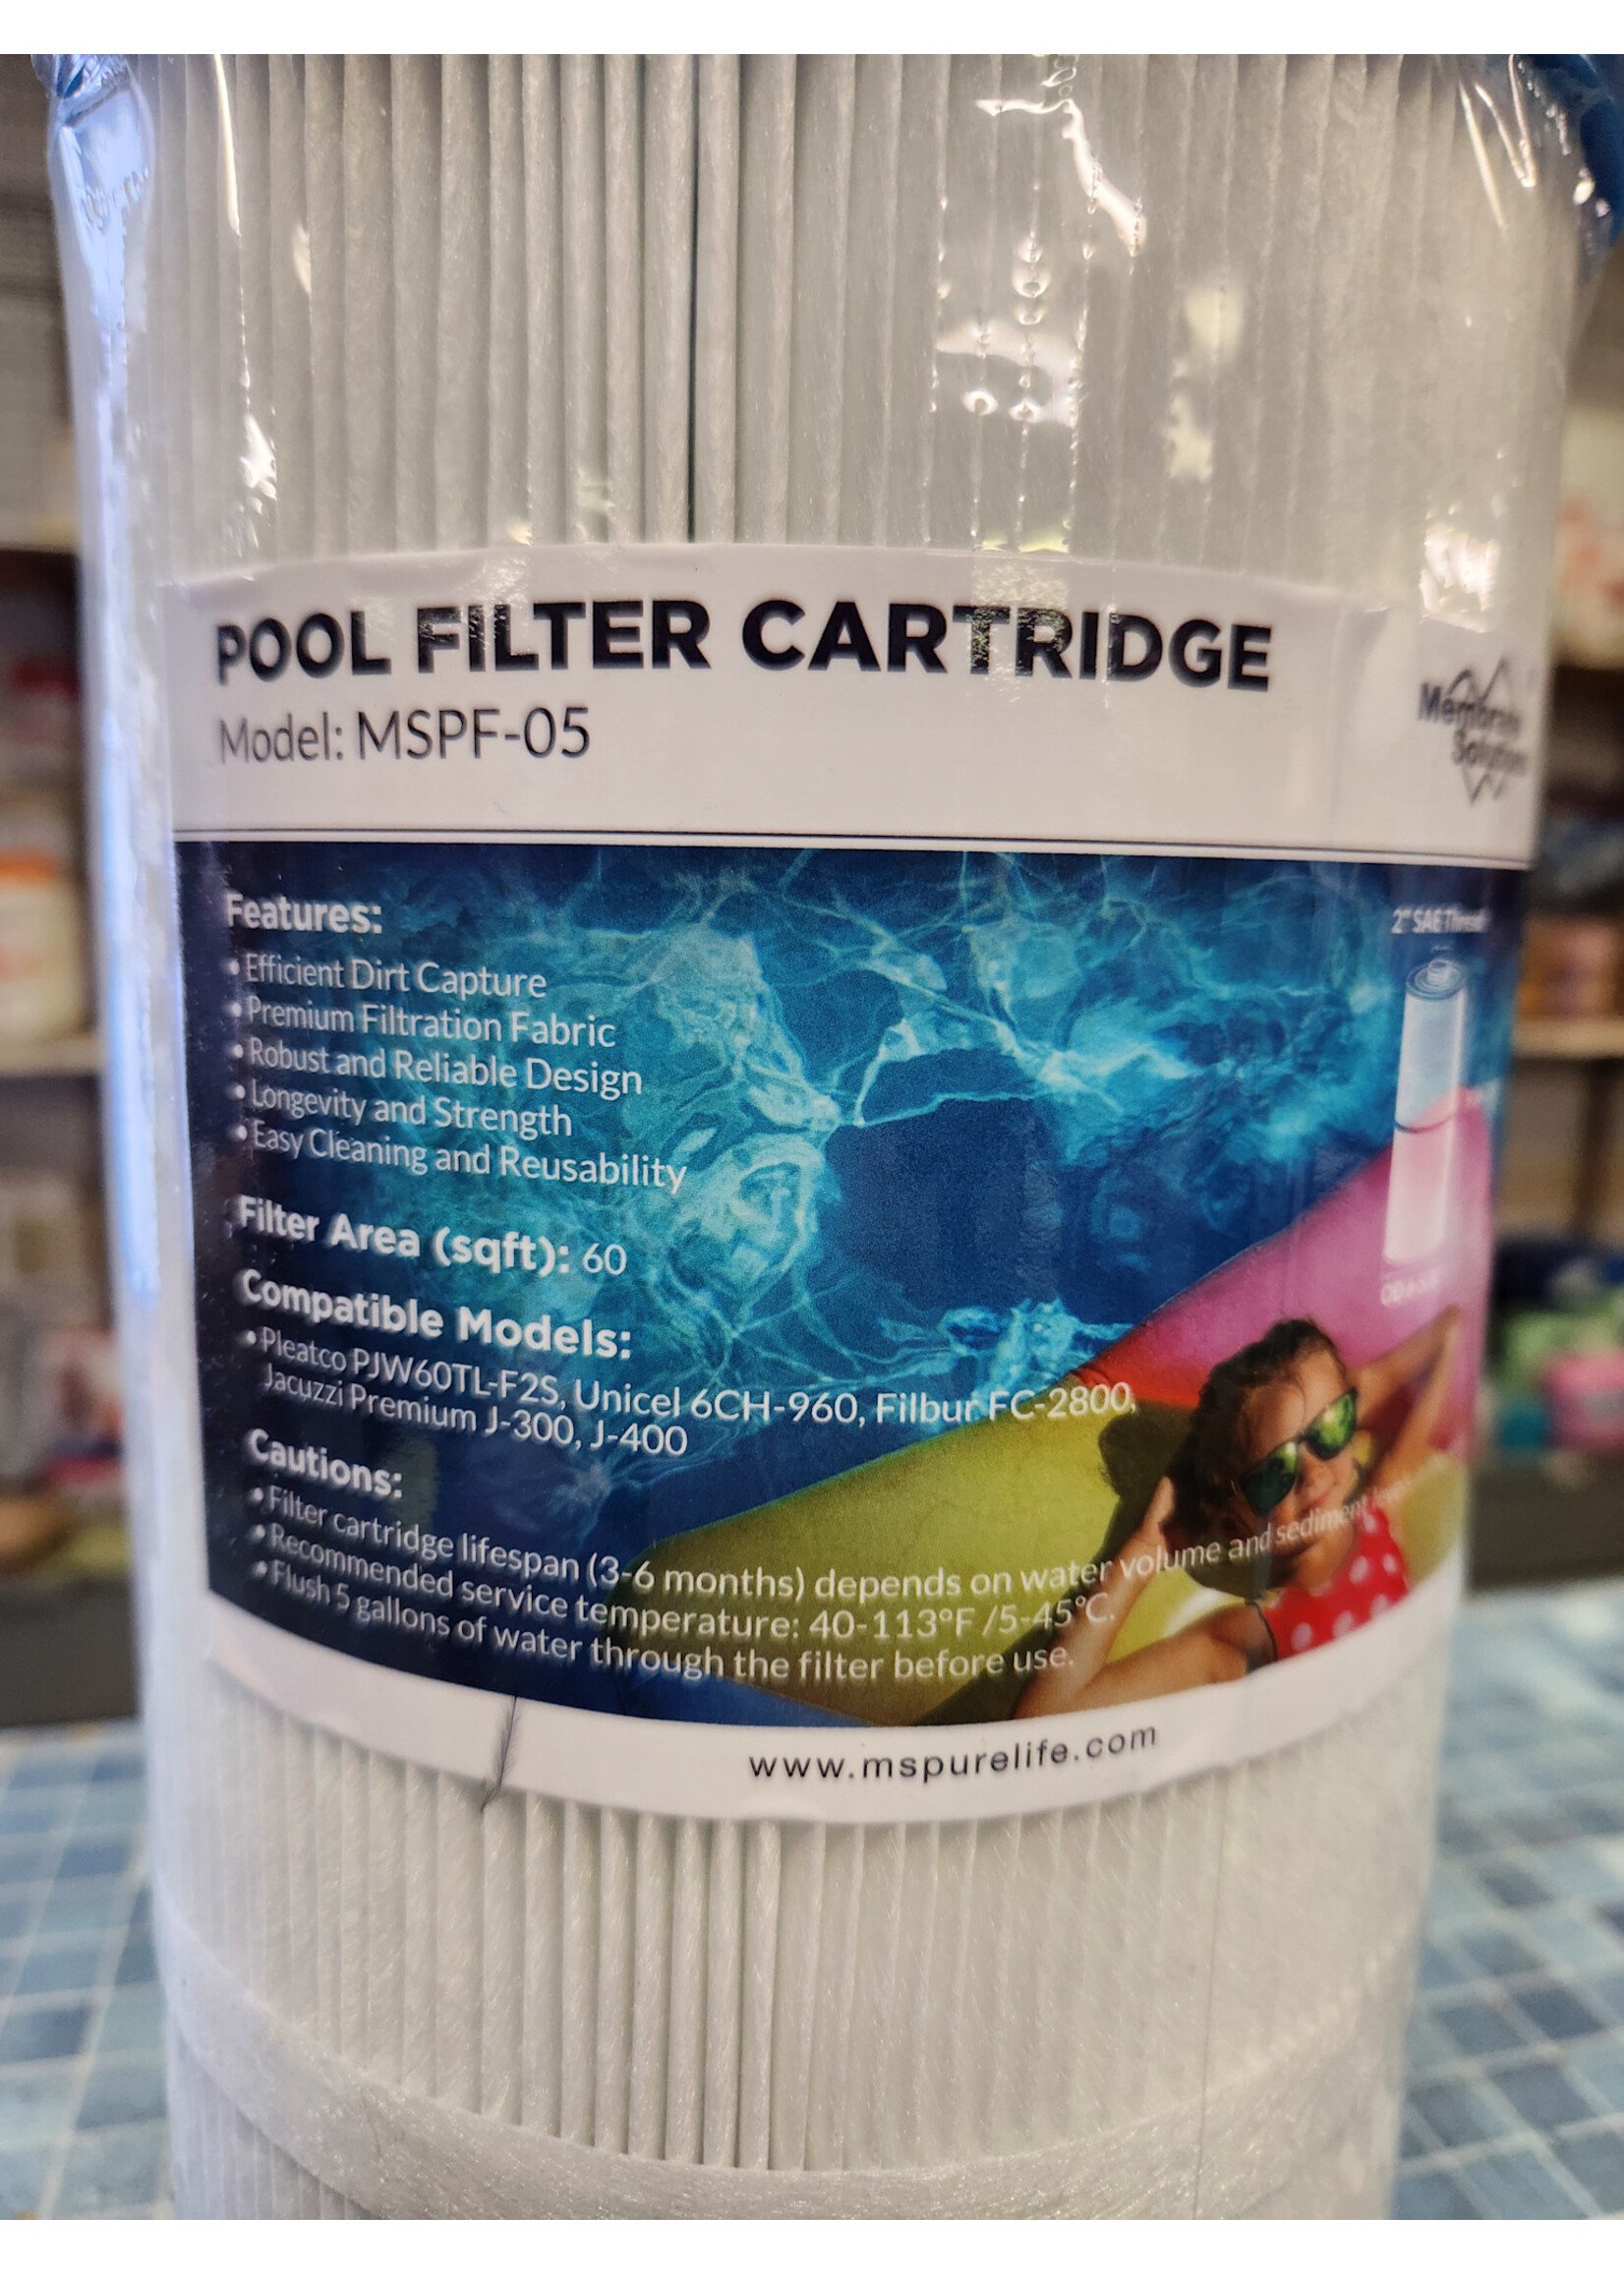 POOL FILTER CARTRIDGE
Model: MSPF-05
Membrane
Solutions
Features:
• Efficient Dirt Capture
• Premium Filtration Fabric
• Robust and Reliable Design
• Longevity and Strength
• Easy Cleaning and Reusability
2" SAE Thread
Filter Area (sqft): 60
Compatible Models:
• Pleatco PJW60TL-F2S, Unicel 6CH-960, Filbur FC-2800,
Jacuzzi Premium J-300, J-400
Cautions:
• Filter cartridge lifespan (3-6 months) depends on water volume and sediment
• Recommended service temperature: 40-113°F /5-45°C.
• Flush 5 gallons of water through the filter before use.
www.mspurelife.com